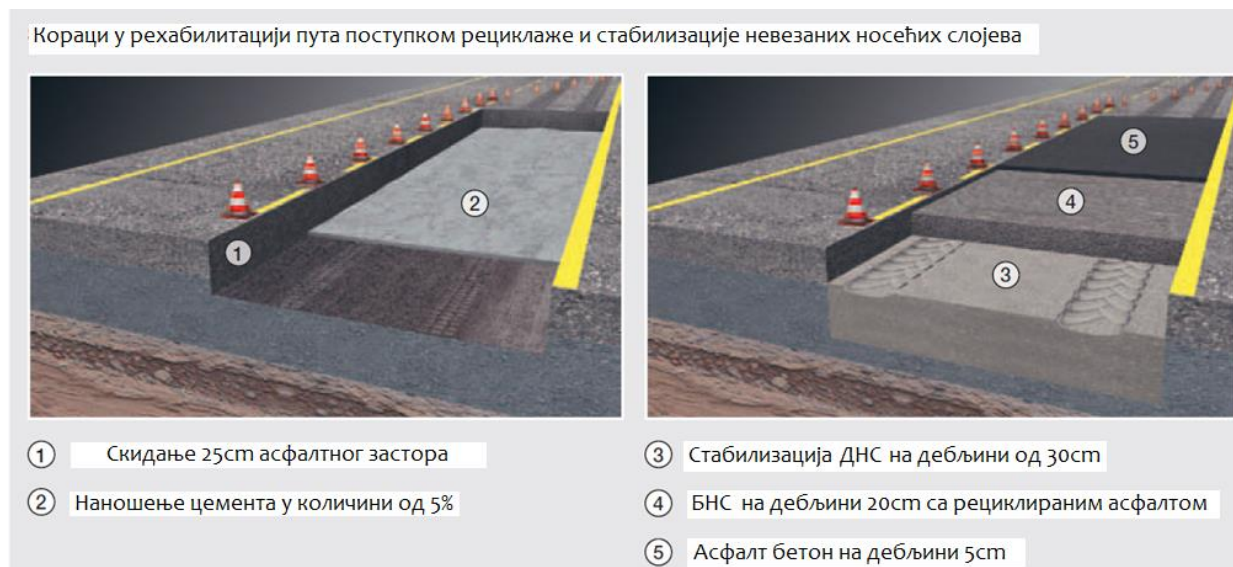 Кораци у рехабилитацији пута поступком рециклаже и стабилизације невезаних носећих слојева
1
2
3
4
5
1 Скидање 25cm асфалтног застора
2 Наношење цемента у количини од 5%
3 Стабилизација ДНС на дебљини од 30cm
4 БНС на дебљини 20cm са рециклираним асфалтом
5 Асфалт бетон на дебљини 5cm